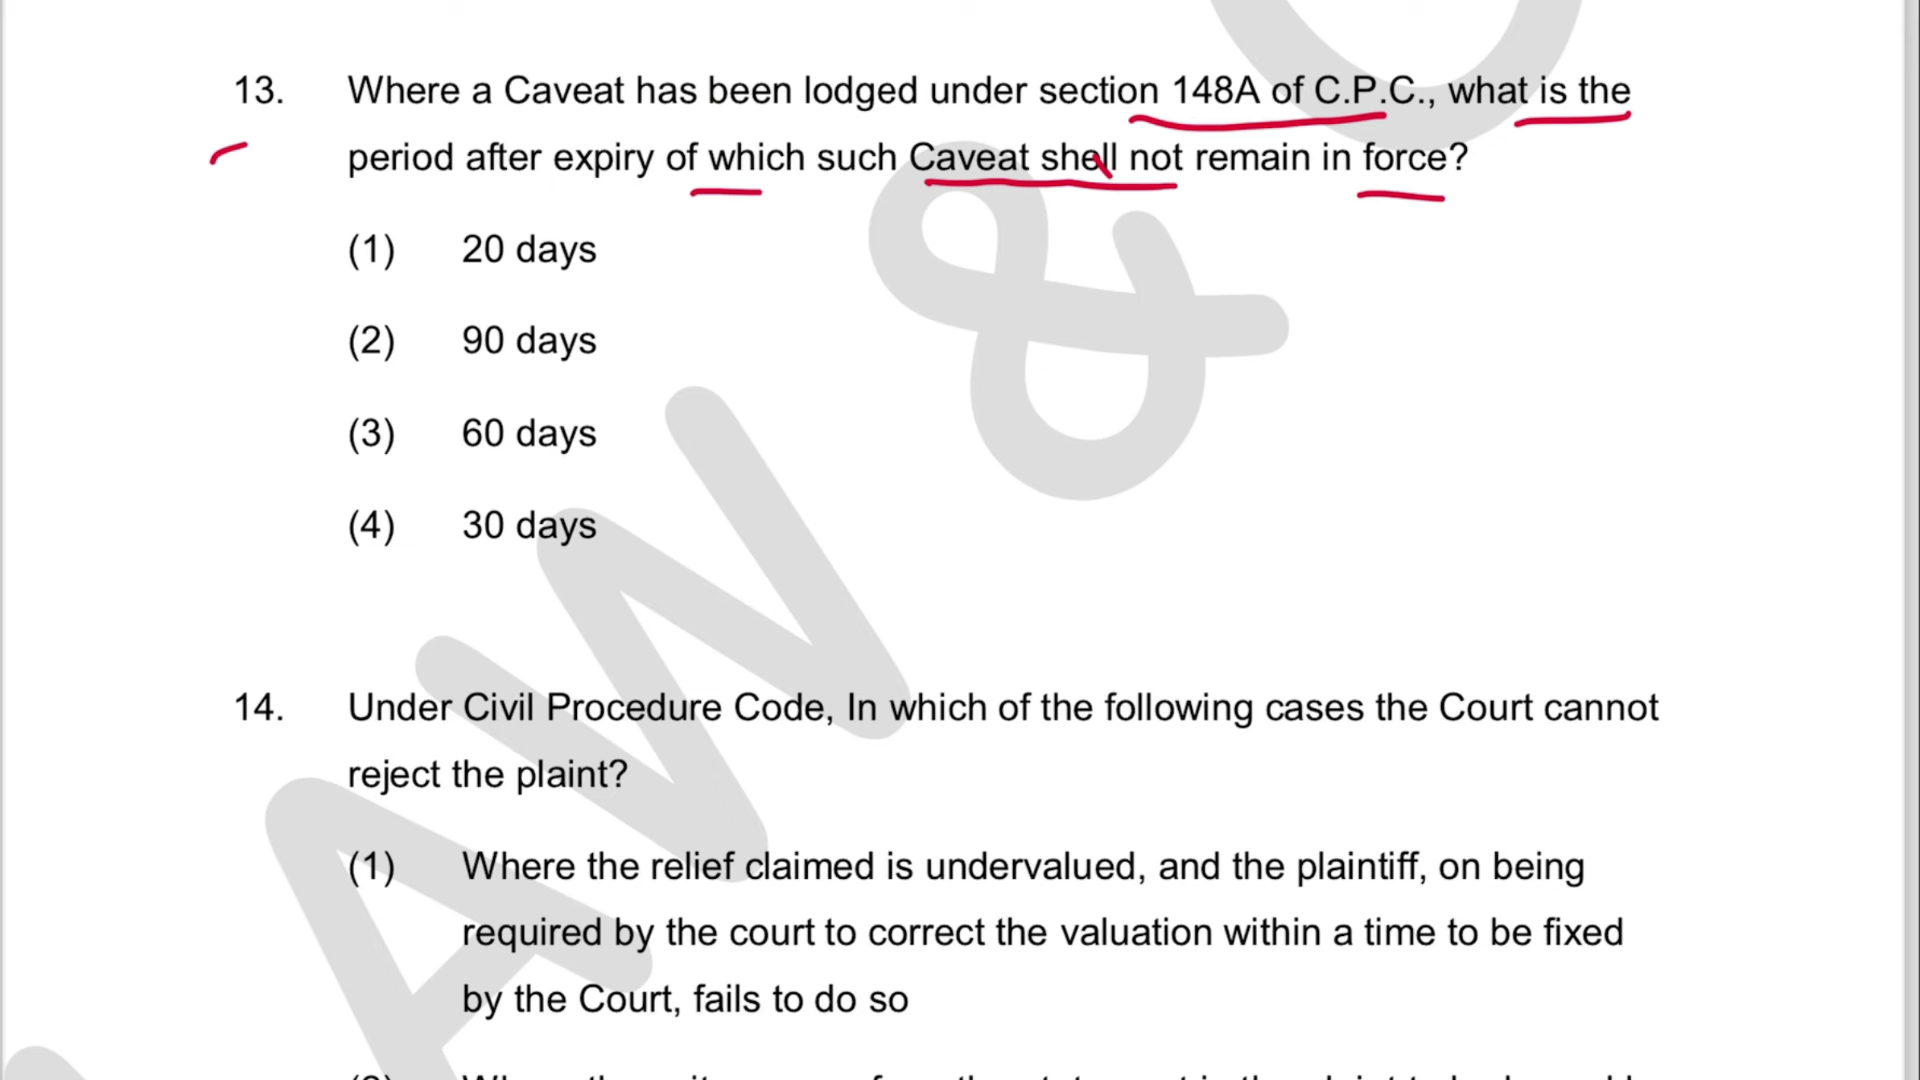 13. Where a Caveat has been lodged under section 148A of C.P.C., what is the
period after expiry of which such Caveat shell not remain in force?
(1) 20 days
(2) 90 days
(3) 60 days
(4) 30 days
14. Under Civil Procedure Code, In which of the following cases the Court cannot
reject the plaint?
(1) Where the relief claimed is undervalued, and the plaintiff, on being
required by the court to correct the valuation within a time to be fixed
by the Court, fails to do so